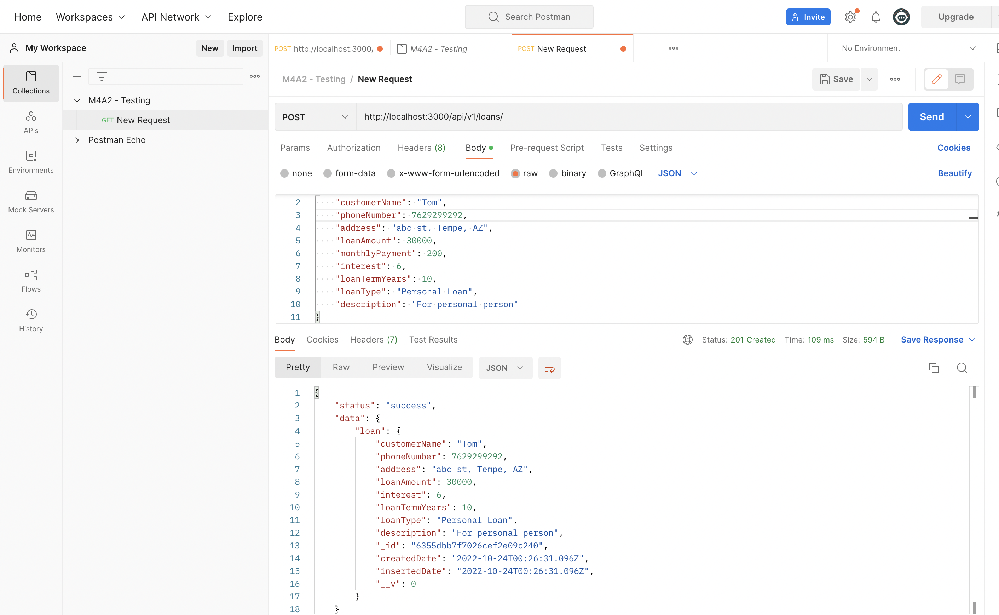 Home Workspaces API Network Explore Search Postman Invite Upgrade
My Workspace New Import POST http://localhost:3000/ M4A2 - Testing POST New Request No Environment
Collections
APIs
Environments
Mock Servers
Monitors
Flows
History
M4A2 - Testing
GET New Request
Postman Echo
M4A2 - Testing / New Request Save
POST http://localhost:3000/api/v1/loans/ Send
Params Authorization Headers (8) Body Pre-request Script Tests Settings Cookies
none form-data x-www-form-urlencoded raw binary GraphQL JSON Beautify
2 "customerName": "Tom",
3 "phoneNumber": 7629299292,
4 "address": "abc st, Tempe, AZ",
5 "loanAmount": 30000,
6 "monthlyPayment": 200,
7 "interest": 6,
8 "loanTermYears": 10,
9 "loanType": "Personal Loan",
10 "description": "For personal person"
11 }
Body Cookies Headers (7) Test Results Status: 201 Created Time: 109 ms Size: 594 B Save Response
Pretty Raw Preview Visualize JSON
1 {
2 "status": "success",
3 "data": {
4 "loan": {
5 "customerName": "Tom",
6 "phoneNumber": 7629299292,
7 "address": "abc st, Tempe, AZ",
8 "loanAmount": 30000,
9 "interest": 6,
10 "loanTermYears": 10,
11 "loanType": "Personal Loan",
12 "description": "For personal person",
13 "_id": "6355dbb7f7026cef2e09c240",
14 "createdDate": "2022-10-24T00:26:31.096Z",
15 "insertedDate": "2022-10-24T00:26:31.096Z",
16 "__v": 0
17 }
18 }